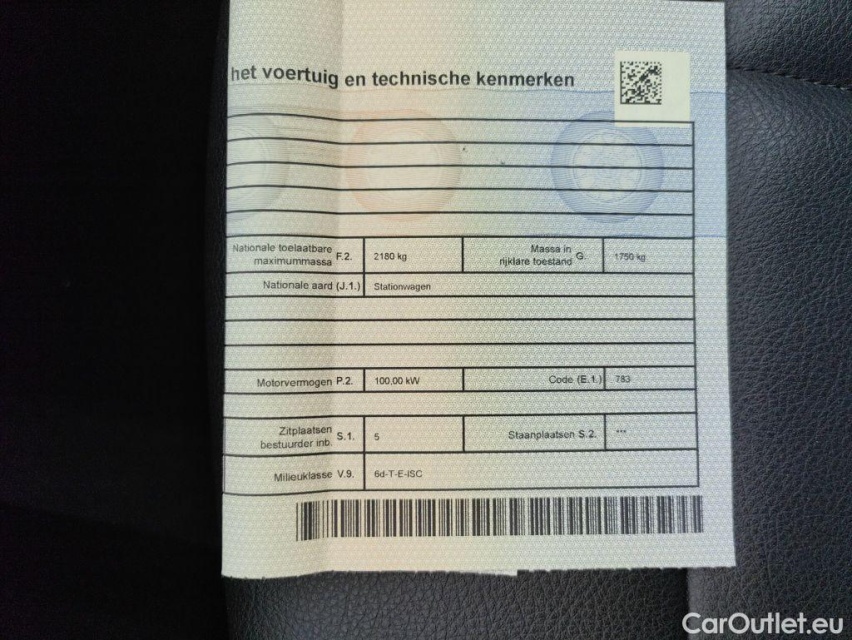 het voertuig en technische kenmerken
Nationale toelaatbare
maximummassa F.2. 2180 kg
Massa in
rijklare toestand G. 1750 kg
Nationale aard (J.1.) Stationwagen
Motorvermogen P.2. 100,00 kW Code (E.1.) 783
Zitplaatsen
bestuurder inb. S.1. 5
Staanplaatsen S.2. ***
Milieuklasse V.9. 6d-T-E-ISC
CarOutlet.eu